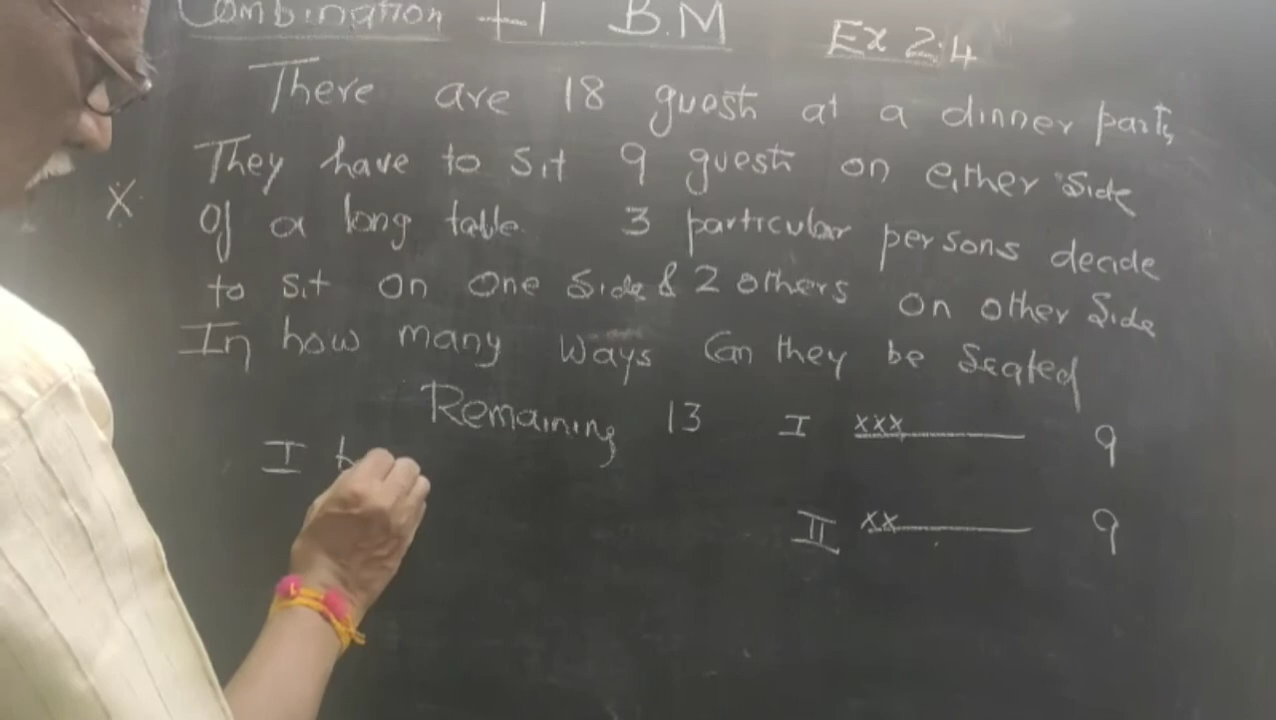 Combination +1 B.M Ex 2.4
There are 18 guests at a dinner party
They have to sit 9 guests on either side
X of a long table. 3 particular persons decide
to sit on one side & 2 others on other side
In how many ways can they be seated
Remaining 13 I xxx 9
I
II xx 9